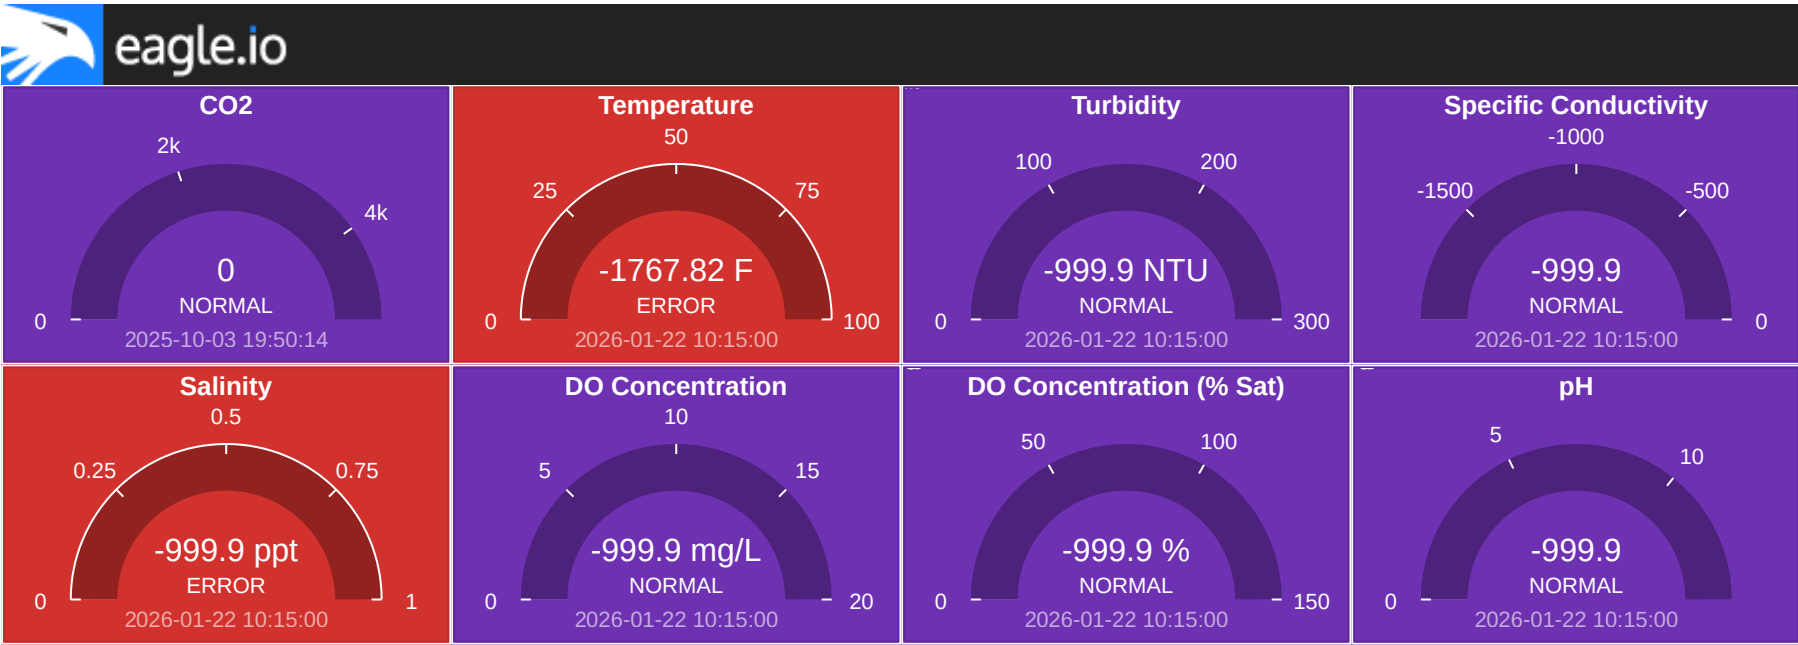 eagle.io
CO2
2k
4k
0
NORMAL
0
2025-10-03 19:50:14
Temperature
50
25
75
-1767.82 F
ERROR
0
100
2026-01-22 10:15:00
Turbidity
100
200
-999.9 NTU
NORMAL
0
300
2026-01-22 10:15:00
Specific Conductivity
-1000
-1500
-500
-999.9
NORMAL
0
2026-01-22 10:15:00
Salinity
0.5
0.25
0.75
-999.9 ppt
ERROR
0
1
2026-01-22 10:15:00
DO Concentration
10
5
15
-999.9 mg/L
NORMAL
0
20
2026-01-22 10:15:00
DO Concentration (% Sat)
50
100
-999.9 %
NORMAL
0
150
2026-01-22 10:15:00
pH
5
10
-999.9
NORMAL
0
2026-01-22 10:15:00